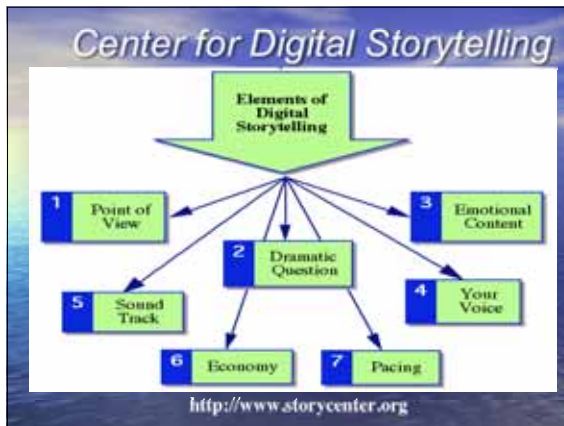 Center for Digital Storytelling
Elements of
Digital
Storytelling
1
Point of
View
2
Dramatic
Question
3
Emotional
Content
4
Your
Voice
5
Sound
Track
6
Economy
7
Pacing
http://www.storycenter.org